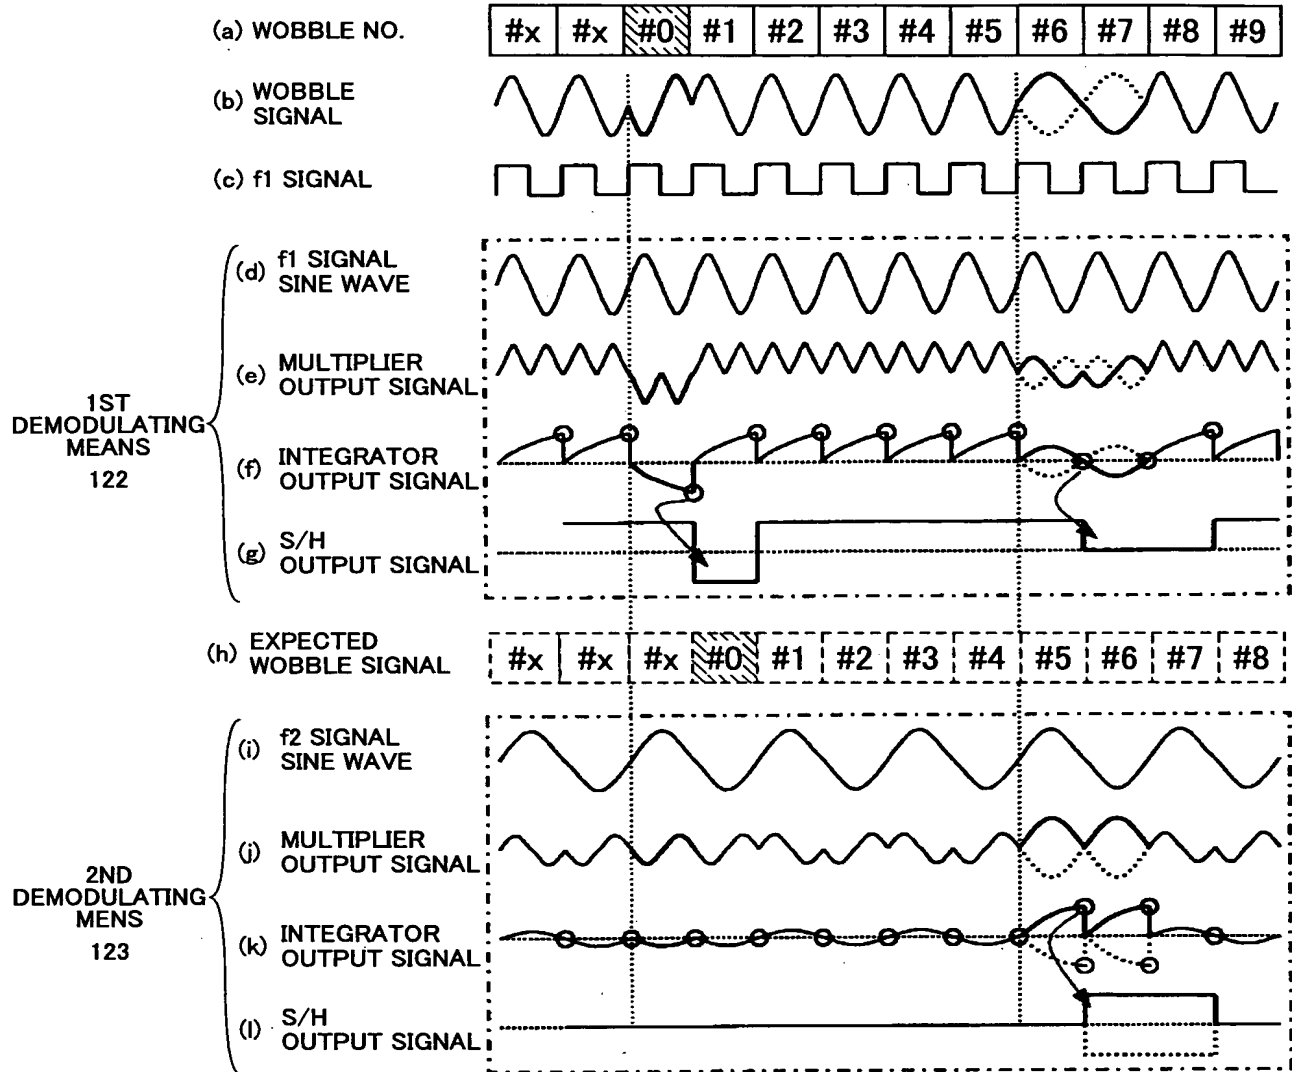 (a) WOBBLE NO.
#x #x #0 #1 #2 #3 #4 #5 #6 #7 #8 #9
(b) WOBBLE
SIGNAL
(c) f1 SIGNAL
1ST
DEMODULATING
MEANS
122
(d) f1 SIGNAL
SINE WAVE
(e) MULTIPLIER
OUTPUT SIGNAL
(f) INTEGRATOR
OUTPUT SIGNAL
(g) S/H
OUTPUT SIGNAL
(h) EXPECTED
WOBBLE SIGNAL
#x #x #x #0 #1 #2 #3 #4 #5 #6 #7 #8
2ND
DEMODULATING
MENS
123
(i) f2 SIGNAL
SINE WAVE
(j) MULTIPLIER
OUTPUT SIGNAL
(k) INTEGRATOR
OUTPUT SIGNAL
(l) S/H
OUTPUT SIGNAL